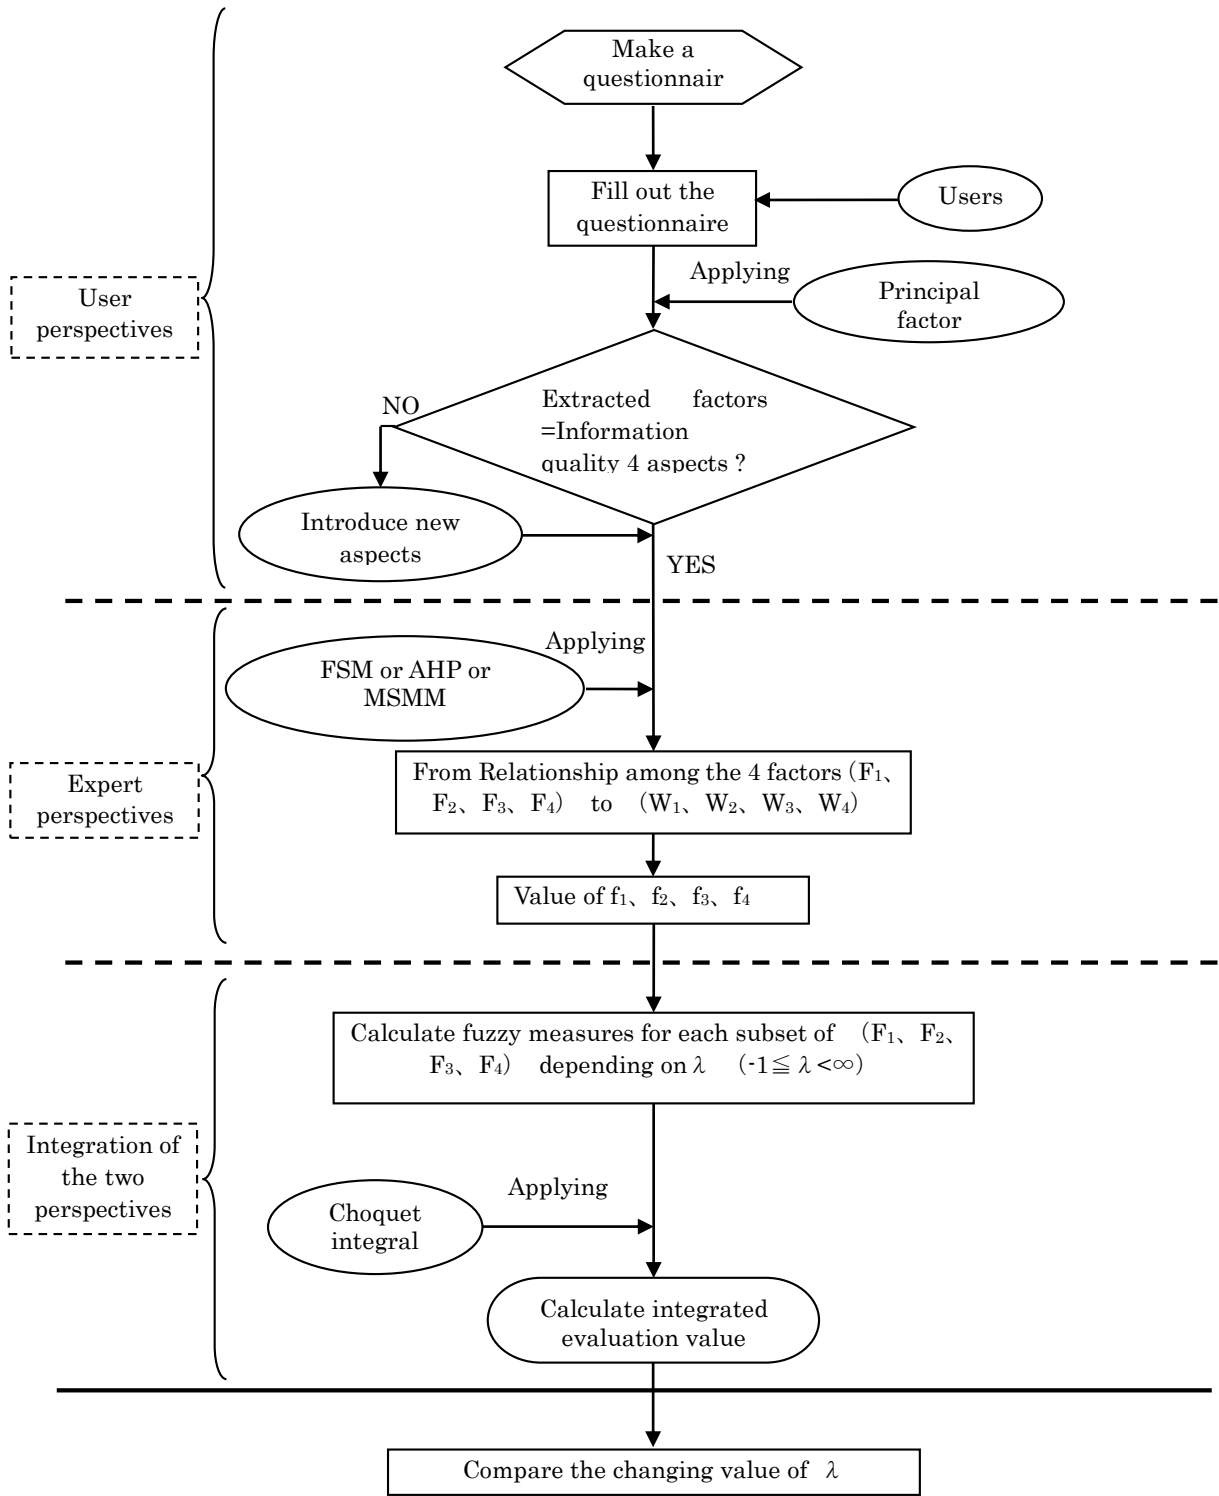 Make a
questionnair
Fill out the
questionnaire
Users
Applying
Principal
factor
User
perspectives
Extracted factors
=Information
quality 4 aspects ?
NO
Introduce new
aspects
YES
Applying
FSM or AHP or
MSMM
From Relationship among the 4 factors (F₁、
F₂、F₃、F₄) to (W₁、W₂、W₃、W₄)
Expert
perspectives
Value of f₁、f₂、f₃、f₄
Calculate fuzzy measures for each subset of (F₁、F₂、
F₃、F₄) depending on λ (-1≦λ<∞)
Integration of
the two
perspectives
Applying
Choquet
integral
Calculate integrated
evaluation value
Compare the changing value of λ